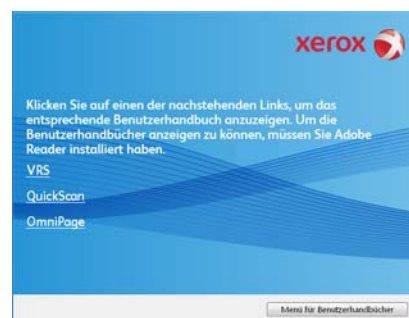 xerox
Klicken Sie auf einen der nachstehenden Links, um das
entsprechende Benutzerhandbuch anzuzeigen. Um die
Benutzerhandbücher anzeigen zu können, müssen Sie Adobe
Reader installiert haben.
VRS
QuickScan
OmniPage
Menü für Benutzerhandbücher